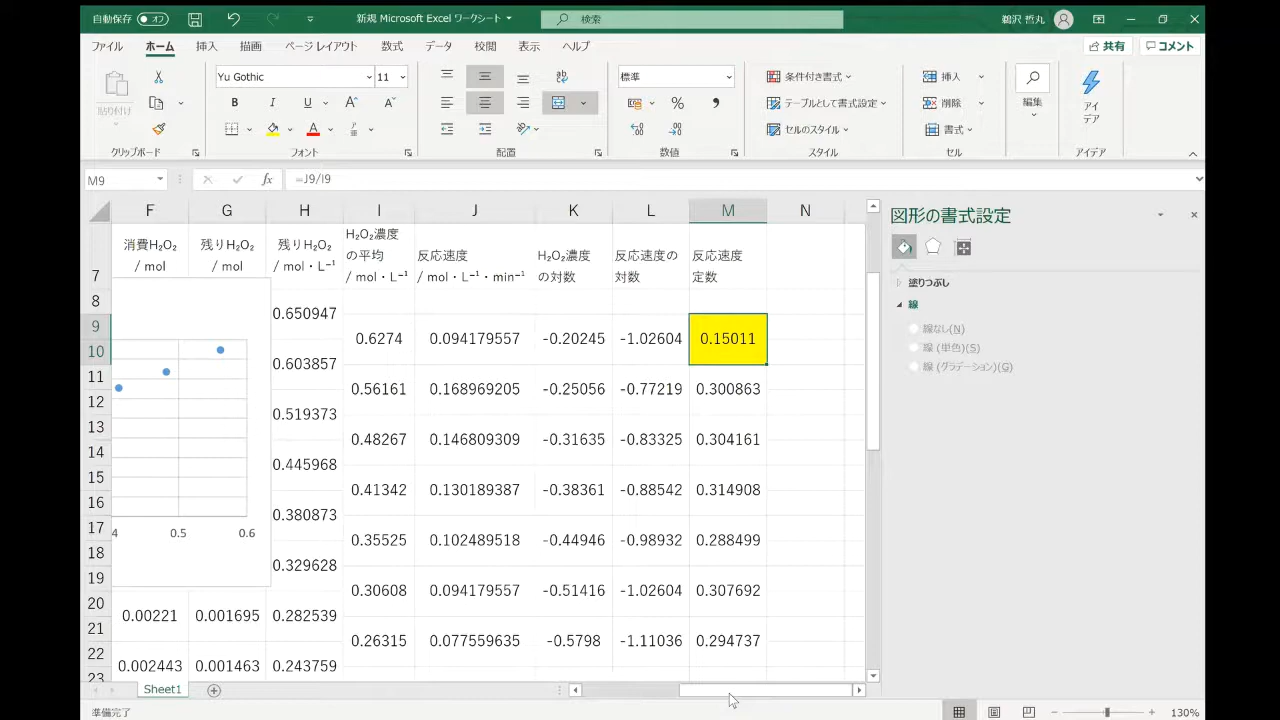 自動保存 オフ 新規 Microsoft Excel ワークシート 検索 鵜沢 哲丸
ファイル ホーム 挿入 描画 ページ レイアウト 数式 データ 校閲 表示 ヘルプ 共有 コメント
貼り付け Yu Gothic 11 標準 条件付き書式 挿入 編集 アイデア
B I U A A % テーブルとして書式設定 削除
A セルのスタイル 書式
クリップボード フォント 配置 数値 スタイル セル アイデア
M9 fx =J9/I9
F G H I J K L M N
7 消費H₂O₂ / mol 残りH₂O₂ / mol 残りH₂O₂ / mol・L⁻¹ H₂O₂濃度の平均 / mol・L⁻¹ 反応速度 / mol・L⁻¹・min⁻¹ H₂O₂濃度の対数 反応速度の対数 反応速度定数
8
0.650947
9
0.6274 0.094179557 -0.20245 -1.02604 0.15011
10
0.603857
11
0.56161 0.168969205 -0.25056 -0.77219 0.300863
12
0.519373
13
0.48267 0.146809309 -0.31635 -0.83325 0.304161
14
0.445968
15
0.41342 0.130189387 -0.38361 -0.88542 0.314908
16
0.380873
17
4 0.5 0.6
0.35525 0.102489518 -0.44946 -0.98932 0.288499
18
0.329628
19
0.30608 0.094179557 -0.51416 -1.02604 0.307692
20
0.00221 0.001695 0.282539
21
0.26315 0.077559635 -0.5798 -1.11036 0.294737
22
0.002443 0.001463 0.243759
23
図形の書式設定
塗りつぶし
線
線なし(N)
線 (単色)(S)
線 (グラデーション)(G)
Sheet1
準備完了 130%